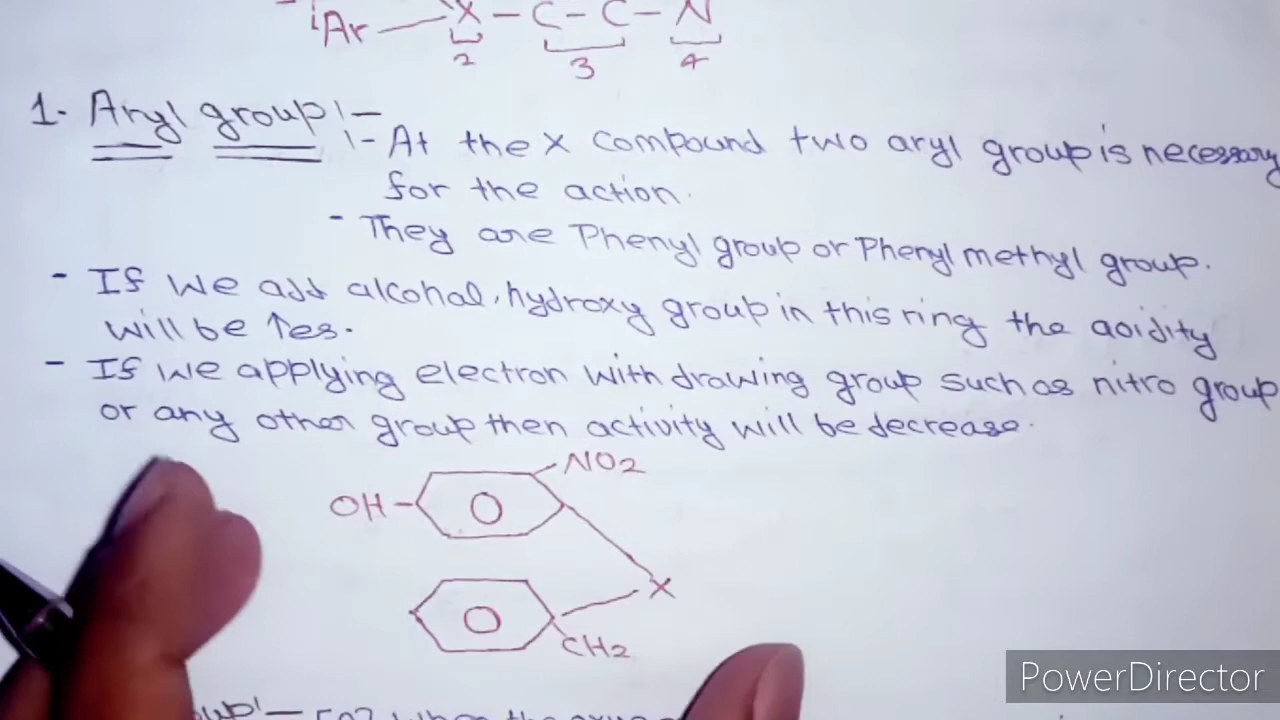 Ar — X - C - C - N
2 3 4
1. Aryl group :-
:- At the X compound two aryl group is necessary
for the action.
- They are Phenyl group or Phenyl methyl group.
- If we add alcohal, hydroxy group in this ring the
acidity
will be ↑es.
- If we applying electron with drawing group such as nitro group
or any other group then activity will be decrease.
NO2
OH
X
CH2
PowerDirector